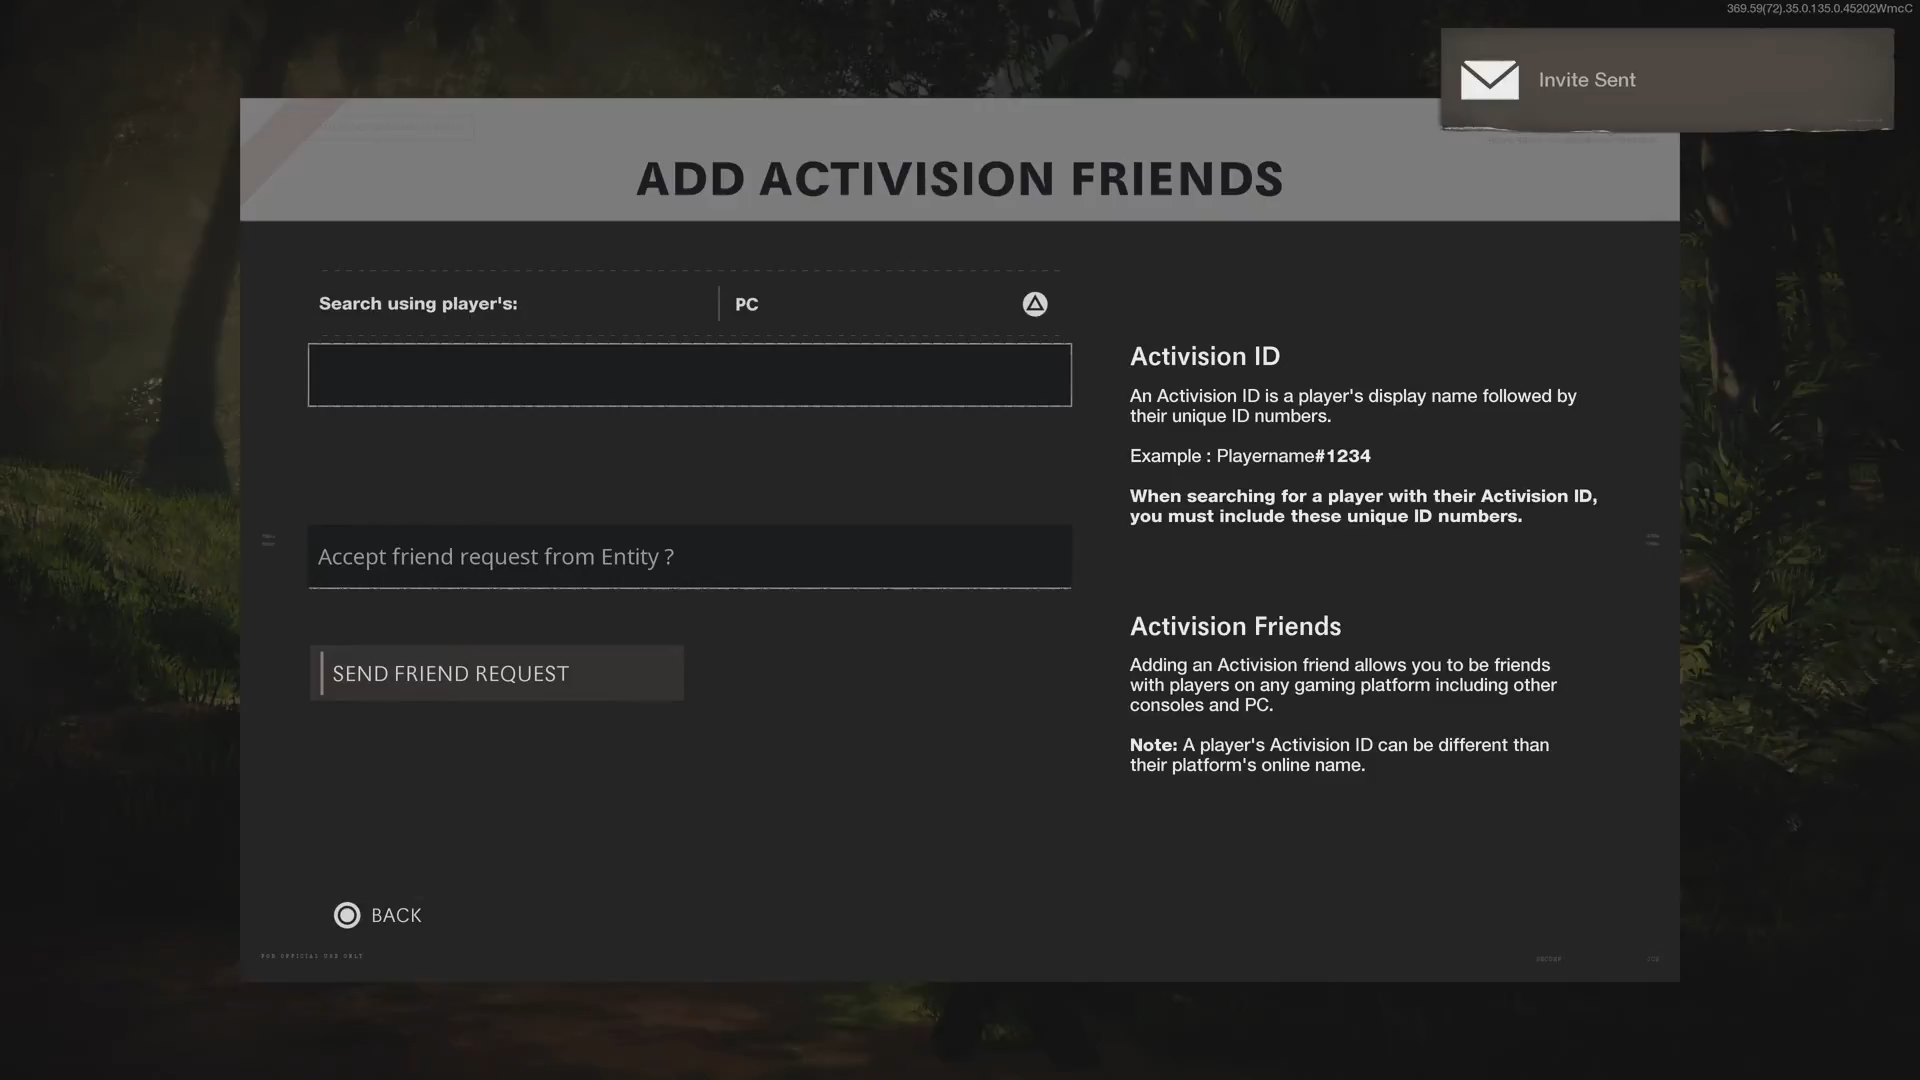 369.59(72).35.0.135.0.45202WmcC
Invite Sent
ADD ACTIVISION FRIENDS
Search using player's:
PC
Accept friend request from Entity ?
SEND FRIEND REQUEST
BACK
FOR OFFICIAL USE ONLY
Activision ID
An Activision ID is a player's display name followed by
their unique ID numbers.
Example : Playername#1234
When searching for a player with their Activision ID,
you must include these unique ID numbers.
Activision Friends
Adding an Activision friend allows you to be friends
with players on any gaming platform including other
consoles and PC.
Note: A player's Activision ID can be different than
their platform's online name.